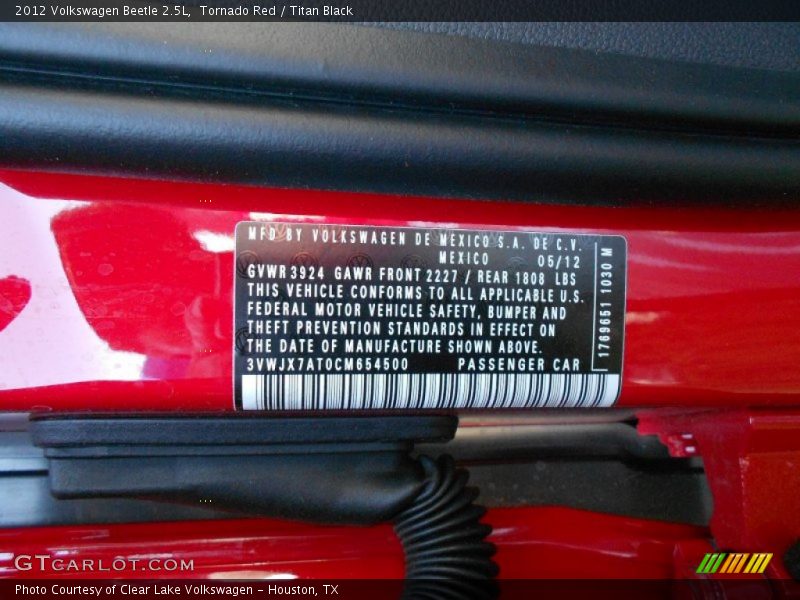 2012 Volkswagen Beetle 2.5L,  Tornado Red / Titan Black
MFD BY VOLKSWAGEN DE MEXICO S.A. DE C.V.
MEXICO 05/12
GVWR 3924 GAWR FRONT 2227 / REAR 1808 LBS
THIS VEHICLE CONFORMS TO ALL APPLICABLE U.S.
FEDERAL MOTOR VEHICLE SAFETY, BUMPER AND
THEFT PREVENTION STANDARDS IN EFFECT ON
THE DATE OF MANUFACTURE SHOWN ABOVE.
3VWJX7AT0CM654500 PASSENGER CAR
1769651 1030 M
GTCARLOT.COM
Photo Courtesy of Clear Lake Volkswagen - Houston, TX